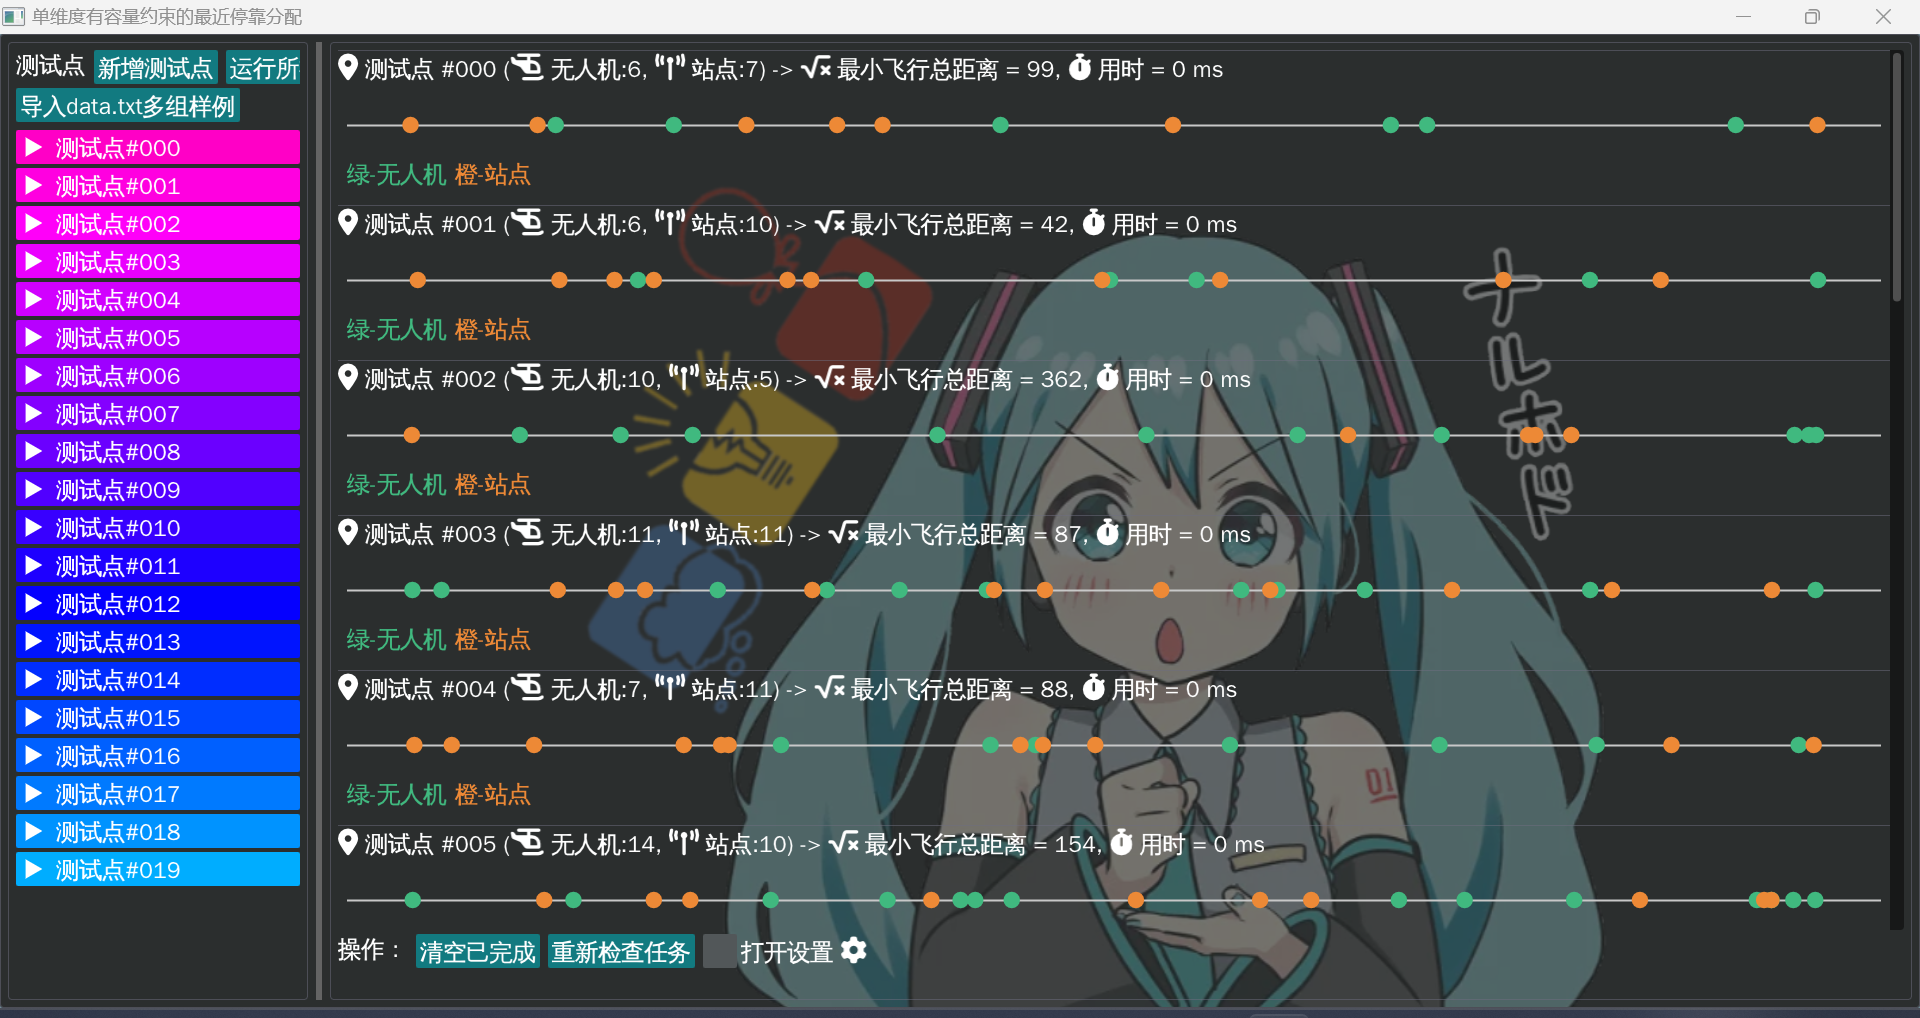 单维度有容量约束的最近停靠分配
测试点 新增测试点 运行所
导入data.txt多组样例
测试点#000
测试点#001
测试点#002
测试点#003
测试点#004
测试点#005
测试点#006
测试点#007
测试点#008
测试点#009
测试点#010
测试点#011
测试点#012
测试点#013
测试点#014
测试点#015
测试点#016
测试点#017
测试点#018
测试点#019
测试点 #000 (无人机:6, 站点:7) -> 最小飞行总距离 = 99, 用时 = 0 ms
绿-无人机 橙-站点
测试点 #001 (无人机:6, 站点:10) -> 最小飞行总距离 = 42, 用时 = 0 ms
绿-无人机 橙-站点
测试点 #002 (无人机:10, 站点:5) -> 最小飞行总距离 = 362, 用时 = 0 ms
绿-无人机 橙-站点
测试点 #003 (无人机:11, 站点:11) -> 最小飞行总距离 = 87, 用时 = 0 ms
绿-无人机 橙-站点
测试点 #004 (无人机:7, 站点:11) -> 最小飞行总距离 = 88, 用时 = 0 ms
绿-无人机 橙-站点
测试点 #005 (无人机:14, 站点:10) -> 最小飞行总距离 = 154, 用时 = 0 ms
操作： 清空已完成 重新检查任务 打开设置
01